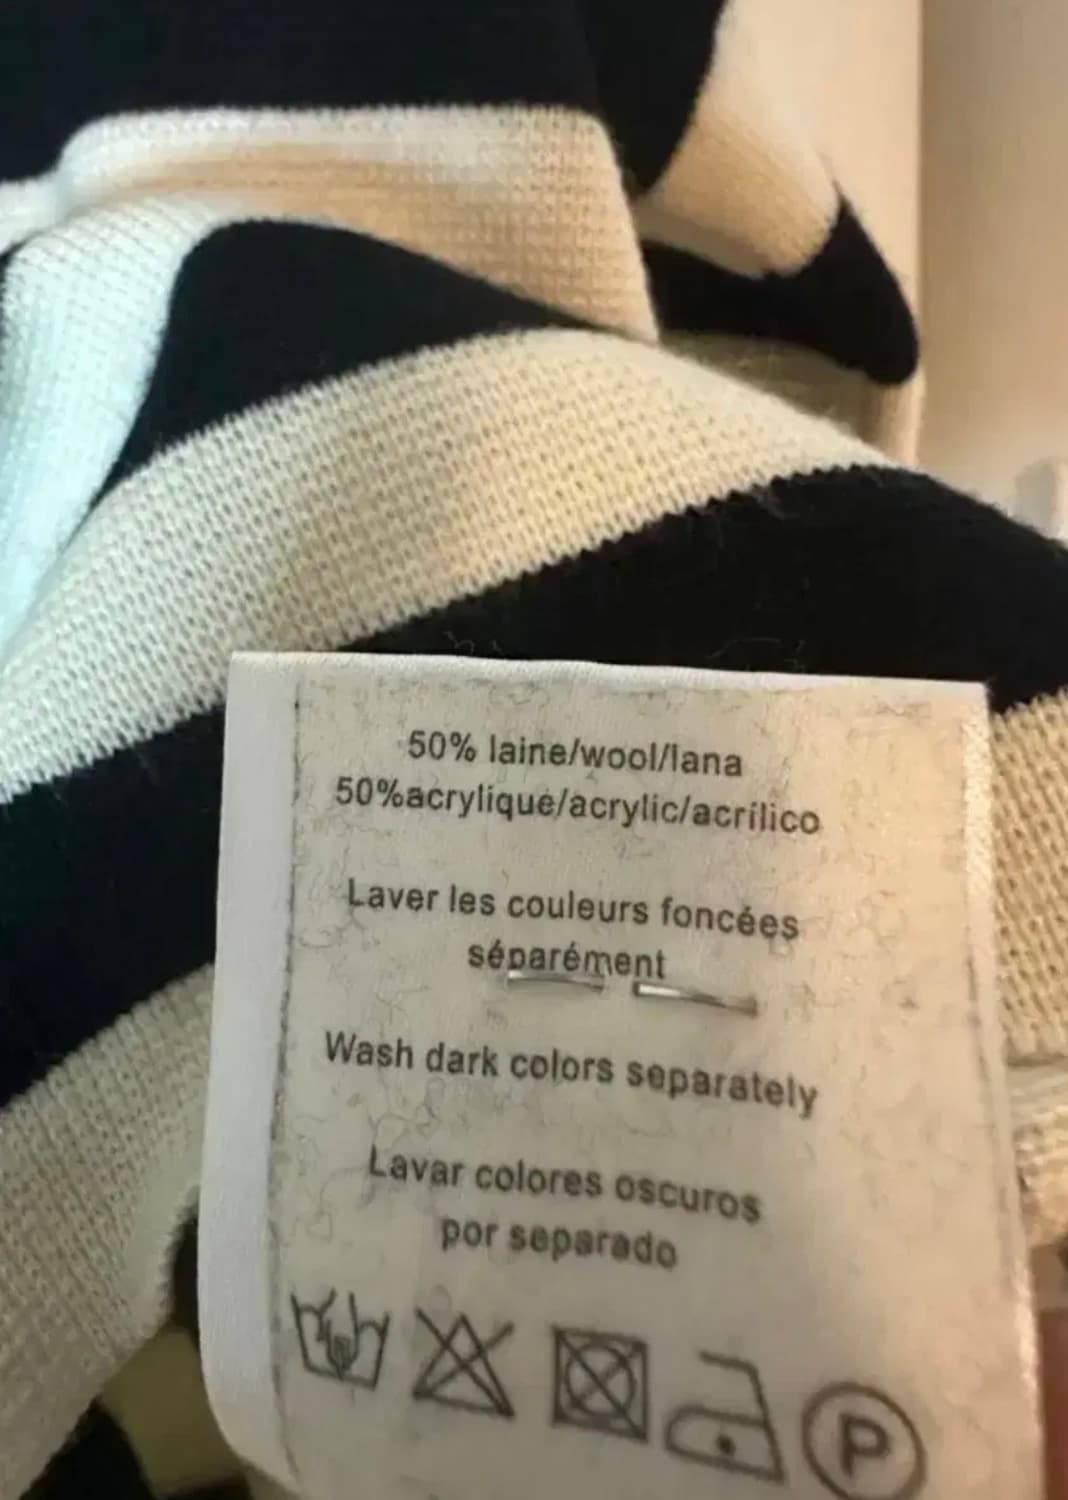 50% laine/wool/lana
50%acrylique/acrylic/acrílico
Laver les couleurs foncées
séparément
Wash dark colors separately
Lavar colores oscuros
por separado
P